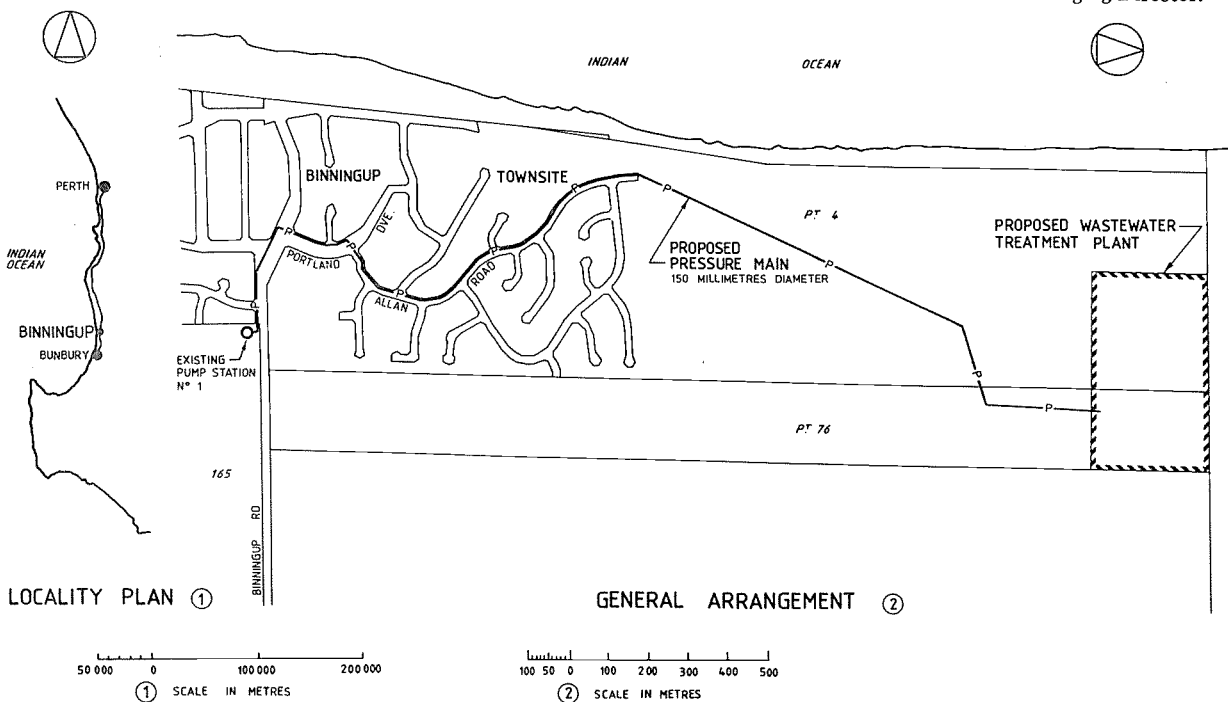 INDIAN OCEAN
PERTH
INDIAN
OCEAN
BINNINGUP
BUNBURY
BINNINGUP TOWNSITE
PORTLAND DVE.
ALLAN ROAD
P
P
P
P
P
P
P
P
P
P
PROPOSED
PRESSURE MAIN
150 MILLIMETRES DIAMETER
PT 4
PROPOSED WASTEWATER
TREATMENT PLANT
EXISTING
PUMP STATION
Nº 1
PT 76
165
BINNINGUP RD
LOCALITY PLAN ①
GENERAL ARRANGEMENT ②
50 000 0 100 000 200 000
① SCALE IN METRES
100 50 0 100 200 300 400 500
② SCALE IN METRES